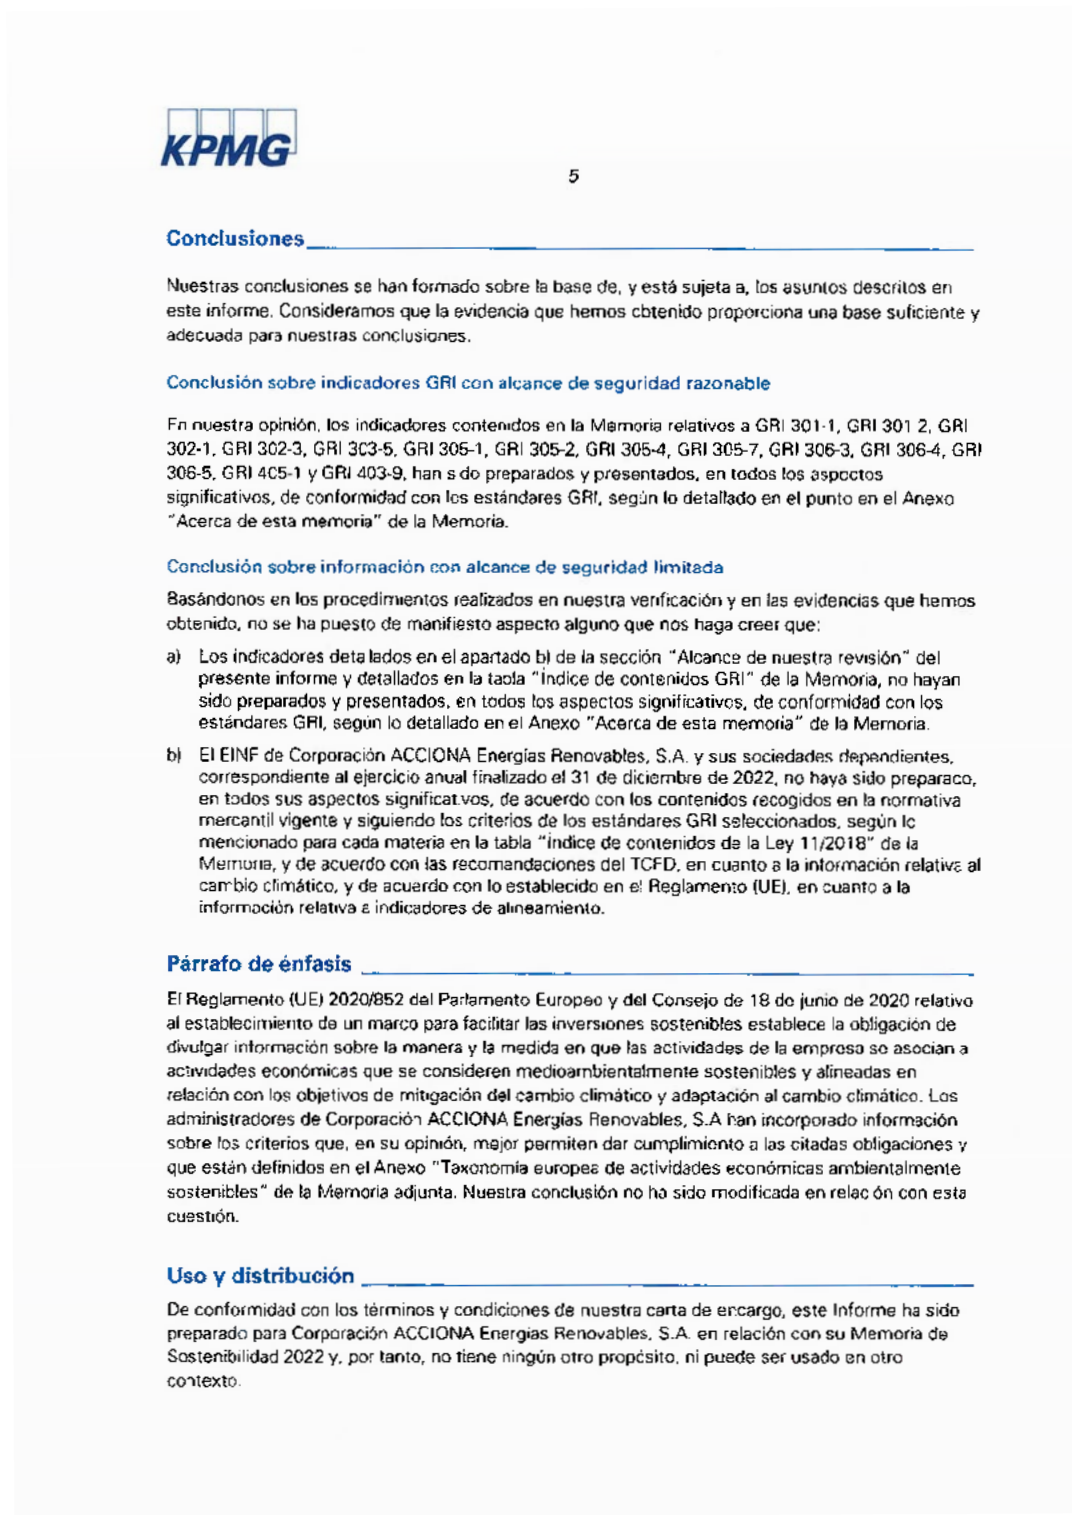 KPMG
5
Conclusiones
Nuestras conclusiones se han formado sobre la base de, y está sujeta a, los asuntos descritos en
este informe. Consideramos que la evidencia que hemos obtenido proporciona una base suficiente y
adecuada para nuestras conclusiones.
Conclusión sobre indicadores GRI con alcance de seguridad razonable
En nuestra opinión, los indicadores contenidos en la Memoria relativos a GRI 301-1, GRI 301 2, GRI
302-1, GRI 302-3, GRI 303-5, GRI 305-1, GRI 305-2, GRI 305-4, GRI 305-7, GRI 306-3, GRI 306-4, GRI
306-5, GRI 405-1 y GRI 403-9, han sido preparados y presentados, en todos los aspectos
significativos, de conformidad con los estándares GRI, según lo detallado en el punto en el Anexo
"Acerca de esta memoria" de la Memoria.
Conclusión sobre información con alcance de seguridad limitada
Basándonos en los procedimientos realizados en nuestra verificación y en las evidencias que hemos
obtenido, no se ha puesto de manifiesto aspecto alguno que nos haga creer que:
a) Los indicadores detallados en el apartado b) de la sección "Alcance de nuestra revisión" del
presente informe y detallados en la tabla "Índice de contenidos GRI" de la Memoria, no hayan
sido preparados y presentados, en todos los aspectos significativos, de conformidad con los
estándares GRI, según lo detallado en el Anexo "Acerca de esta memoria" de la Memoria.
b) El EINF de Corporación ACCIONA Energías Renovables, S.A. y sus sociedades dependientes,
correspondiente al ejercicio anual finalizado el 31 de diciembre de 2022, no haya sido preparado,
en todos sus aspectos significativos, de acuerdo con los contenidos recogidos en la normativa
mercantil vigente y siguiendo los criterios de los estándares GRI seleccionados, según lo
mencionado para cada materia en la tabla "Índice de contenidos de la Ley 11/2018" de la
Memoria, y de acuerdo con las recomendaciones del TCFD, en cuanto a la información relativa al
cambio climático, y de acuerdo con lo establecido en el Reglamento (UE), en cuanto a la
información relativa a indicadores de alineamiento.
Párrafo de énfasis
El Reglamento (UE) 2020/852 del Parlamento Europeo y del Consejo de 18 de junio de 2020 relativo
al establecimiento de un marco para facilitar las inversiones sostenibles establece la obligación de
divulgar información sobre la manera y la medida en que las actividades de la empresa se asocian a
actividades económicas que se consideren medioambientalmente sostenibles y alineadas en
relación con los objetivos de mitigación del cambio climático y adaptación al cambio climático. Los
administradores de Corporación ACCIONA Energías Renovables, S.A han incorporado información
sobre los criterios que, en su opinión, mejor permiten dar cumplimiento a las citadas obligaciones y
que están definidos en el Anexo "Taxonomía europea de actividades económicas ambientalmente
sostenibles" de la Memoria adjunta. Nuestra conclusión no ha sido modificada en relación con esta
cuestión.
Uso y distribución
De conformidad con los términos y condiciones de nuestra carta de encargo, este Informe ha sido
preparado para Corporación ACCIONA Energías Renovables, S.A. en relación con su Memoria de
Sostenibilidad 2022 y, por tanto, no tiene ningún otro propósito, ni puede ser usado en otro
contexto.